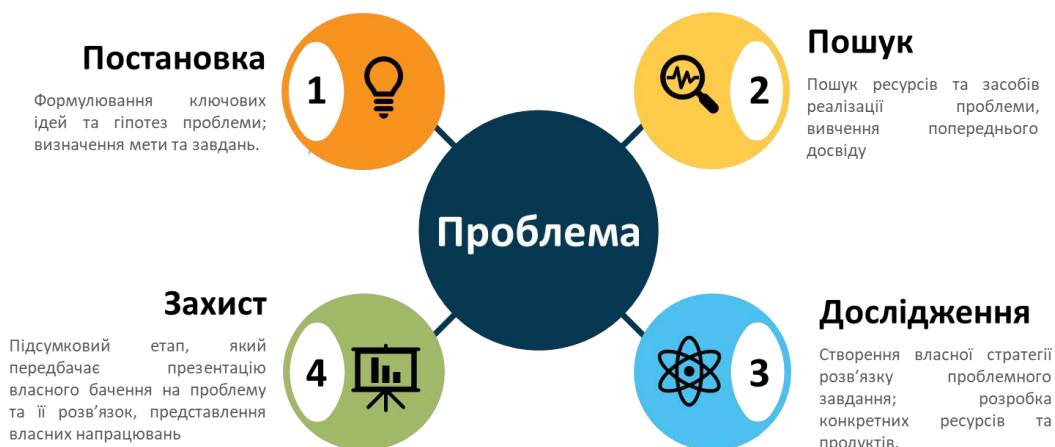 Постановка
Формулювання ключових
ідей та гіпотез проблеми;
визначення мети та завдань.
1
2
Пошук
Пошук ресурсів та засобів
реалізації проблеми,
вивчення попереднього
досвіду
Проблема
Захист
Підсумковий етап, який
передбачає презентацію
власного бачення на проблему
та її розв’язок, представлення
власних напрацювань
4
3
Дослідження
Створення власної стратегії
розв’язку проблемного
завдання; розробка
конкретних ресурсів та
продуктів.